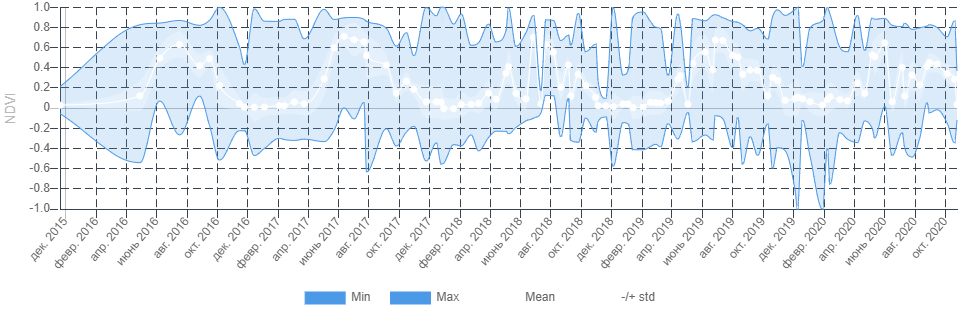 1.0
0.8
0.6
0.4
0.2
0
-0.2
-0.4
-0.6
-0.8
-1.0
NDVI
дек. 2015
февр. 2016
апр. 2016
июнь 2016
авг. 2016
окт. 2016
дек. 2016
февр. 2017
апр. 2017
июнь 2017
авг. 2017
окт. 2017
дек. 2017
февр. 2018
апр. 2018
июнь 2018
авг. 2018
окт. 2018
дек. 2018
февр. 2019
апр. 2019
июнь 2019
авг. 2019
окт. 2019
дек. 2019
февр. 2020
апр. 2020
июнь 2020
авг. 2020
окт. 2020
Min Max Mean -/+ std